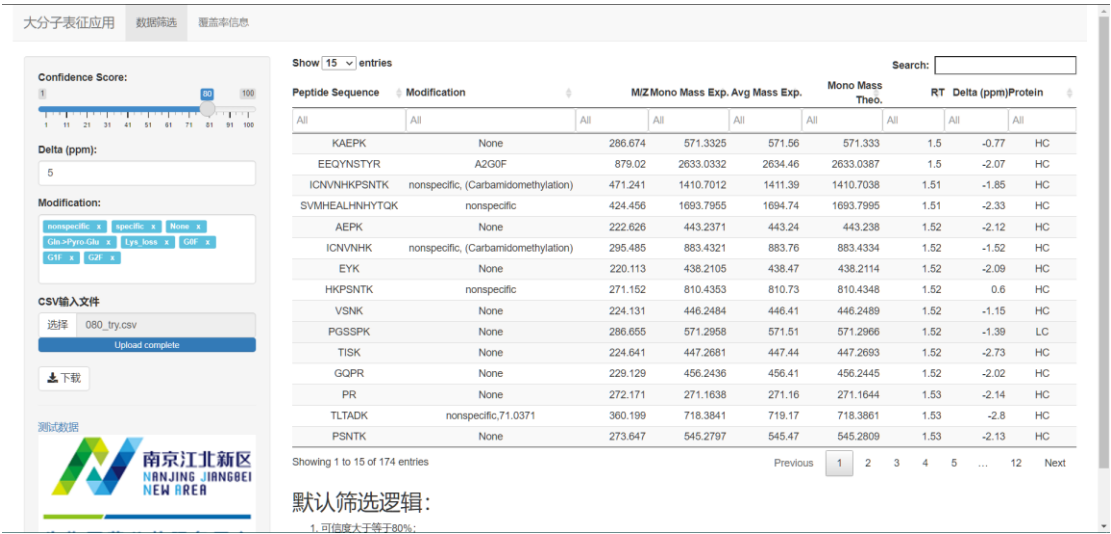 大分子表征应用 数据筛选 覆盖率信息
Confidence Score:
1 80 100
1 11 21 31 41 51 61 71 81 91 100
Delta (ppm):
5
Modification:
nonspecific x specific x None x
Gln->Pyro-Glu x Lys_loss x G0F x
G1F x G2F x
CSV输入文件
选择 080_try.csv
Upload complete
下载
测试数据
南京江北新区
NANJING JIANGBEI
NEW AREA
Show 15 entries
Search:
Peptide Sequence Modification M/Z Mono Mass Exp. Avg Mass Exp. Mono Mass Theo. RT Delta (ppm) Protein
All All All All All All All All All
KAEPK None 286.674 571.3325 571.56 571.333 1.5 -0.77 HC
EEQYNSTYR A2G0F 879.02 2633.0332 2634.46 2633.0387 1.5 -2.07 HC
ICNVNHKPSNTK nonspecific, (Carbamidomethylation) 471.241 1410.7012 1411.39 1410.7038 1.51 -1.85 HC
SVMHEALHNHYTQK nonspecific 424.456 1693.7955 1694.74 1693.7995 1.51 -2.33 HC
AEPK None 222.626 443.2371 443.24 443.238 1.52 -2.12 HC
ICNVNHK nonspecific, (Carbamidomethylation) 295.485 883.4321 883.76 883.4334 1.52 -1.52 HC
EYK None 220.113 438.2105 438.47 438.2114 1.52 -2.09 HC
HKPSNTK nonspecific 271.152 810.4353 810.73 810.4348 1.52 0.6 HC
VSNK None 224.131 446.2484 446.41 446.2489 1.52 -1.15 HC
PGSSPK None 286.655 571.2958 571.51 571.2966 1.52 -1.39 LC
TISK None 224.641 447.2681 447.44 447.2693 1.52 -2.73 HC
GQPR None 229.129 456.2436 456.41 456.2445 1.52 -2.02 HC
PR None 272.171 271.1638 271.16 271.1644 1.53 -2.14 HC
TLTADK nonspecific,71.0371 360.199 718.3841 719.17 718.3861 1.53 -2.8 HC
PSNTK None 273.647 545.2797 545.47 545.2809 1.53 -2.13 HC
Showing 1 to 15 of 174 entries
Previous 1 2 3 4 5 … 12 Next
默认筛选逻辑：
1. 可信度大于等于80%；